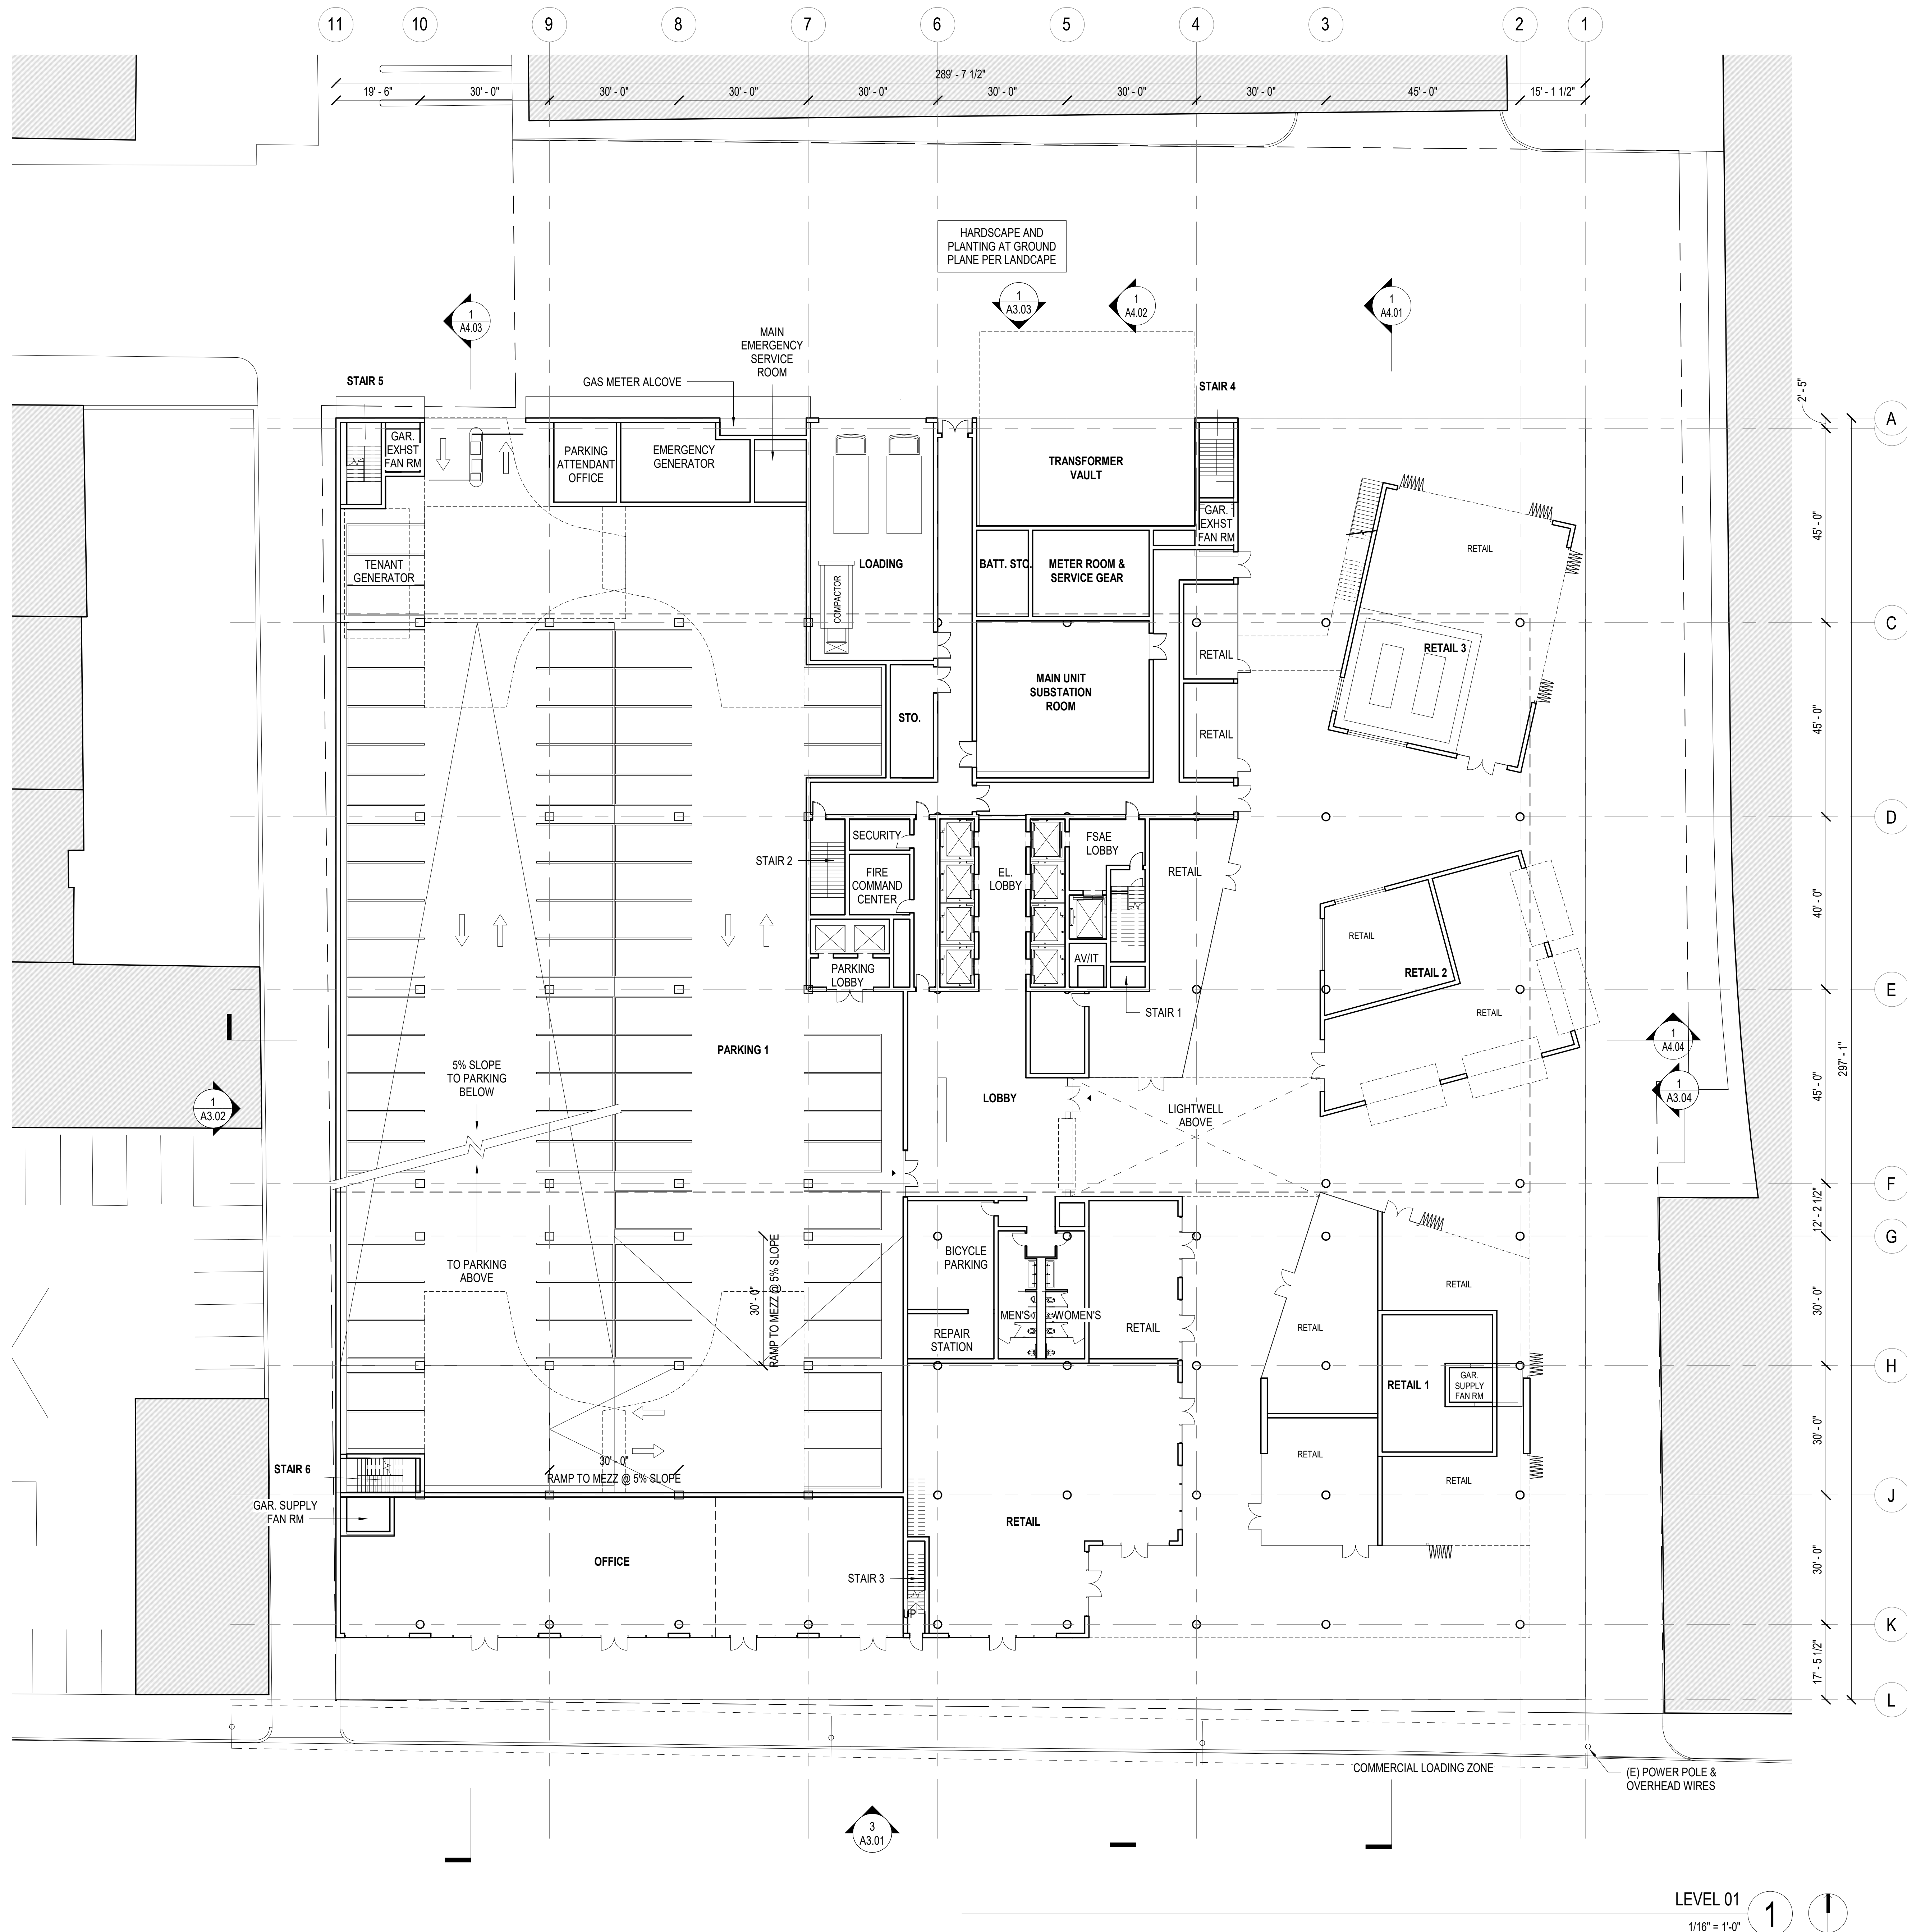 11 10 9 8 7 6 5 4 3 2 1
289' - 7 1/2"
19' - 6" 30' - 0" 30' - 0" 30' - 0" 30' - 0" 30' - 0" 30' - 0" 30' - 0" 45' - 0" 15' - 1 1/2"
HARDSCAPE AND
PLANTING AT GROUND
PLANE PER LANDCAPE
1
A4.03
1
A3.03
1
A4.02
1
A4.01
MAIN
EMERGENCY
SERVICE
ROOM
GAS METER ALCOVE
STAIR 5
STAIR 4
2' - 5"
A
GAR.
EXHST
FAN RM
PARKING
ATTENDANT
OFFICE
EMERGENCY
GENERATOR
TRANSFORMER
VAULT
GAR.
EXHST
FAN RM
45' - 0"
RETAIL
TENANT
GENERATOR
LOADING
COMPACTOR
BATT. STO.
METER ROOM &
SERVICE GEAR
C
RETAIL
RETAIL 3
MAIN UNIT
SUBSTATION
ROOM
STO.
RETAIL
45' - 0"
D
SECURITY
FSAE
LOBBY
STAIR 2
FIRE
COMMAND
CENTER
EL.
LOBBY
RETAIL
40' - 0"
RETAIL
RETAIL 2
PARKING
LOBBY
AV/IT
E
STAIR 1
RETAIL
PARKING 1
1
A4.04
297' - 1"
5% SLOPE
TO PARKING
BELOW
1
A3.02
LOBBY
LIGHTWELL
ABOVE
1
A3.04
45' - 0"
F
12' - 2 1/2"
G
TO PARKING
ABOVE
30' - 0"
RAMP TO MEZZ @ 5% SLOPE
BICYCLE
PARKING
MEN'S
WOMEN'S
REPAIR
STATION
RETAIL
RETAIL
RETAIL
30' - 0"
H
RETAIL 1
GAR.
SUPPLY
FAN RM
30' - 0"
STAIR 6
30' - 0"
RAMP TO MEZZ @ 5% SLOPE
RETAIL
RETAIL
J
GAR. SUPPLY
FAN RM
RETAIL
OFFICE
STAIR 3
UP
30' - 0"
K
17' - 5 1/2"
L
COMMERCIAL LOADING ZONE
(E) POWER POLE &
OVERHEAD WIRES
3
A3.01
LEVEL 01
1
1/16" = 1'-0"